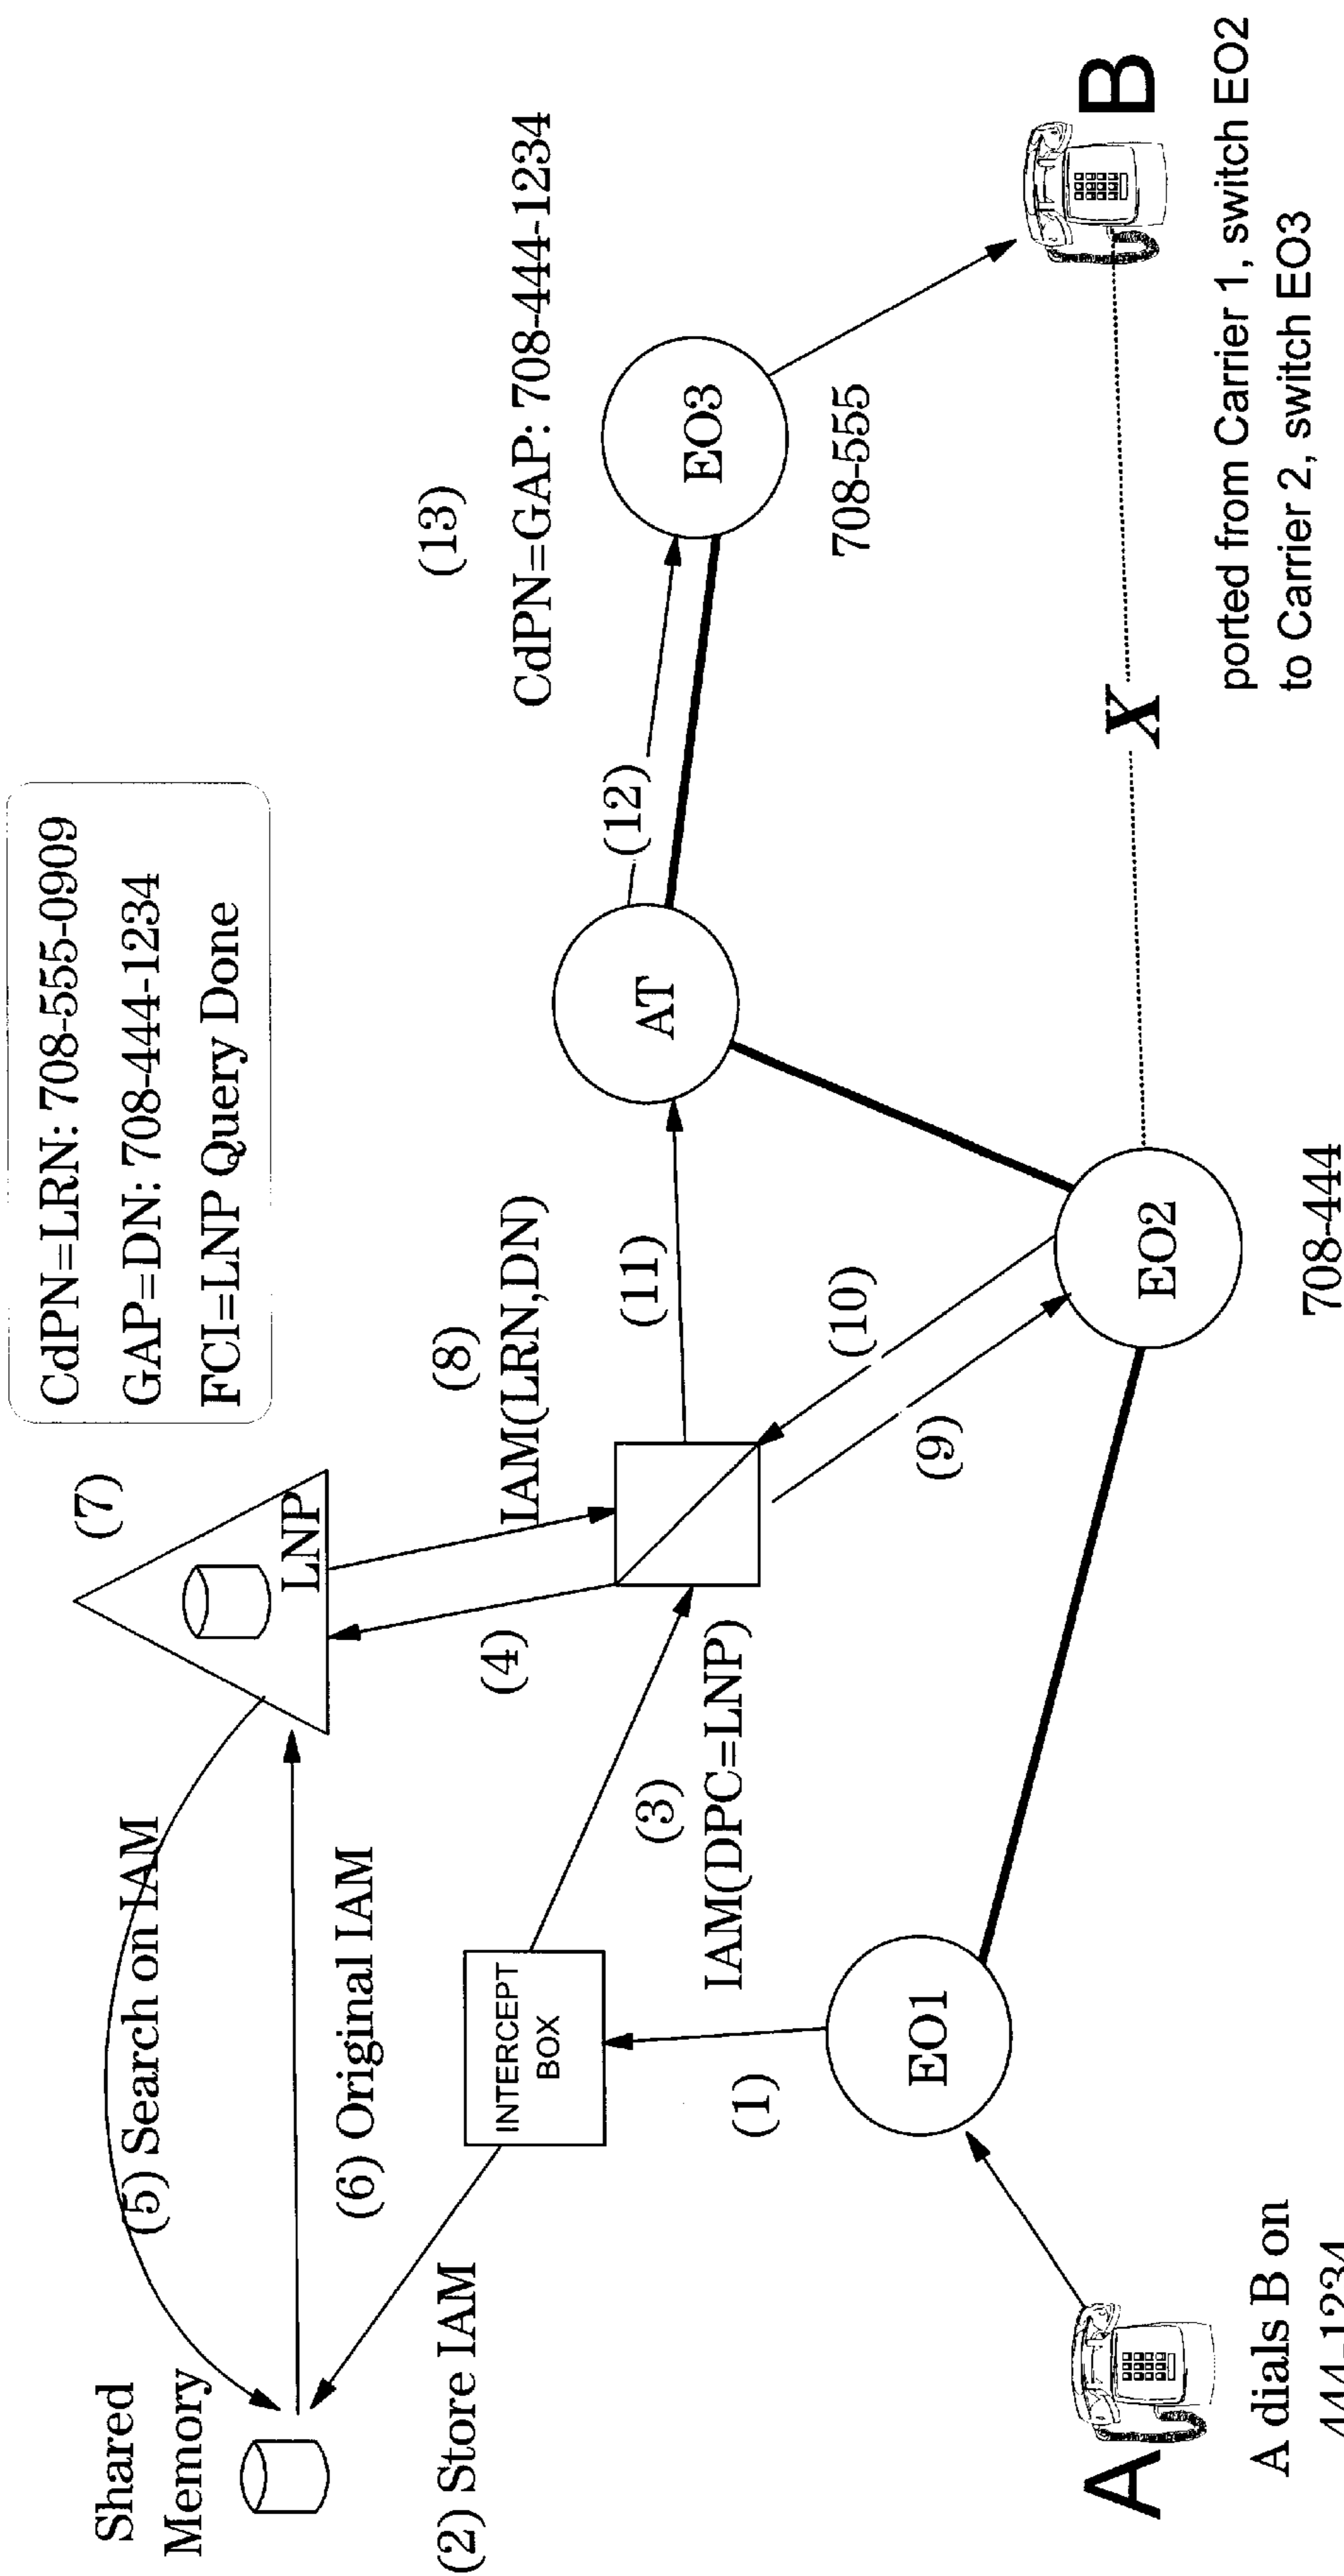 Shared
Memory
(5) Search on IAM
(7)
LNP
CdPN=LRN: 708-555-0909
GAP=DN: 708-444-1234
FCI=LNP Query Done
(6) Original IAM
(2) Store IAM
INTERCEPT
BOX
(4)
(8)
IAM(LRN,DN)
(13)
CdPN=GAP: 708-444-1234
(3)
IAM(DPC=LNP)
(11)
AT
(12)
EO3
708-555
(1)
EO1
(9)
(10)
EO2
708-444
X
A
A dials B on
444-1234
B
ported from Carrier 1, switch EO2
to Carrier 2, switch EO3